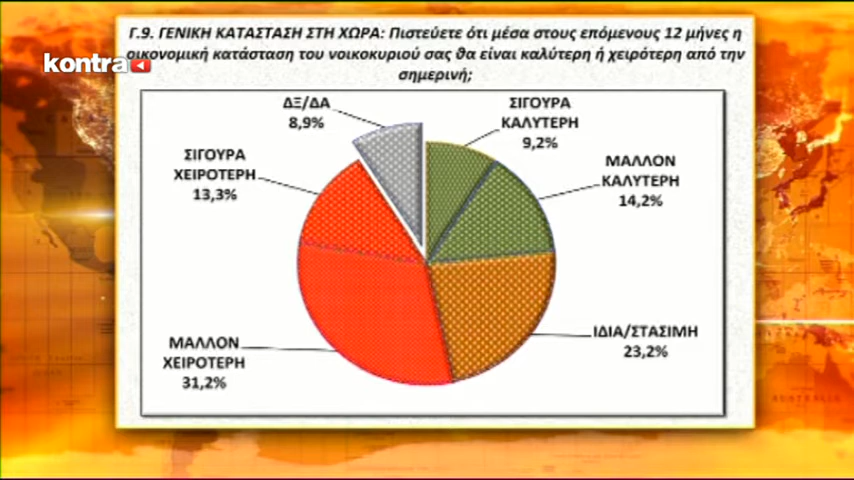 Γ.9. ΓΕΝΙΚΗ ΚΑΤΑΣΤΑΣΗ ΣΤΗ ΧΩΡΑ: Πιστεύετε ότι μέσα στους επόμενους 12 μήνες η
οικονομική κατάσταση του νοικοκυριού σας θα είναι καλύτερη ή χειρότερη από την
σημερινή;
kontra
ΔΞ/ΔΑ
8,9%
ΣΙΓΟΥΡΑ
ΚΑΛΥΤΕΡΗ
9,2%
ΣΙΓΟΥΡΑ
ΧΕΙΡΟΤΕΡΗ
13,3%
ΜΑΛΛΟΝ
ΚΑΛΥΤΕΡΗ
14,2%
ΙΔΙΑ/ΣΤΑΣΙΜΗ
23,2%
ΜΑΛΛΟΝ
ΧΕΙΡΟΤΕΡΗ
31,2%